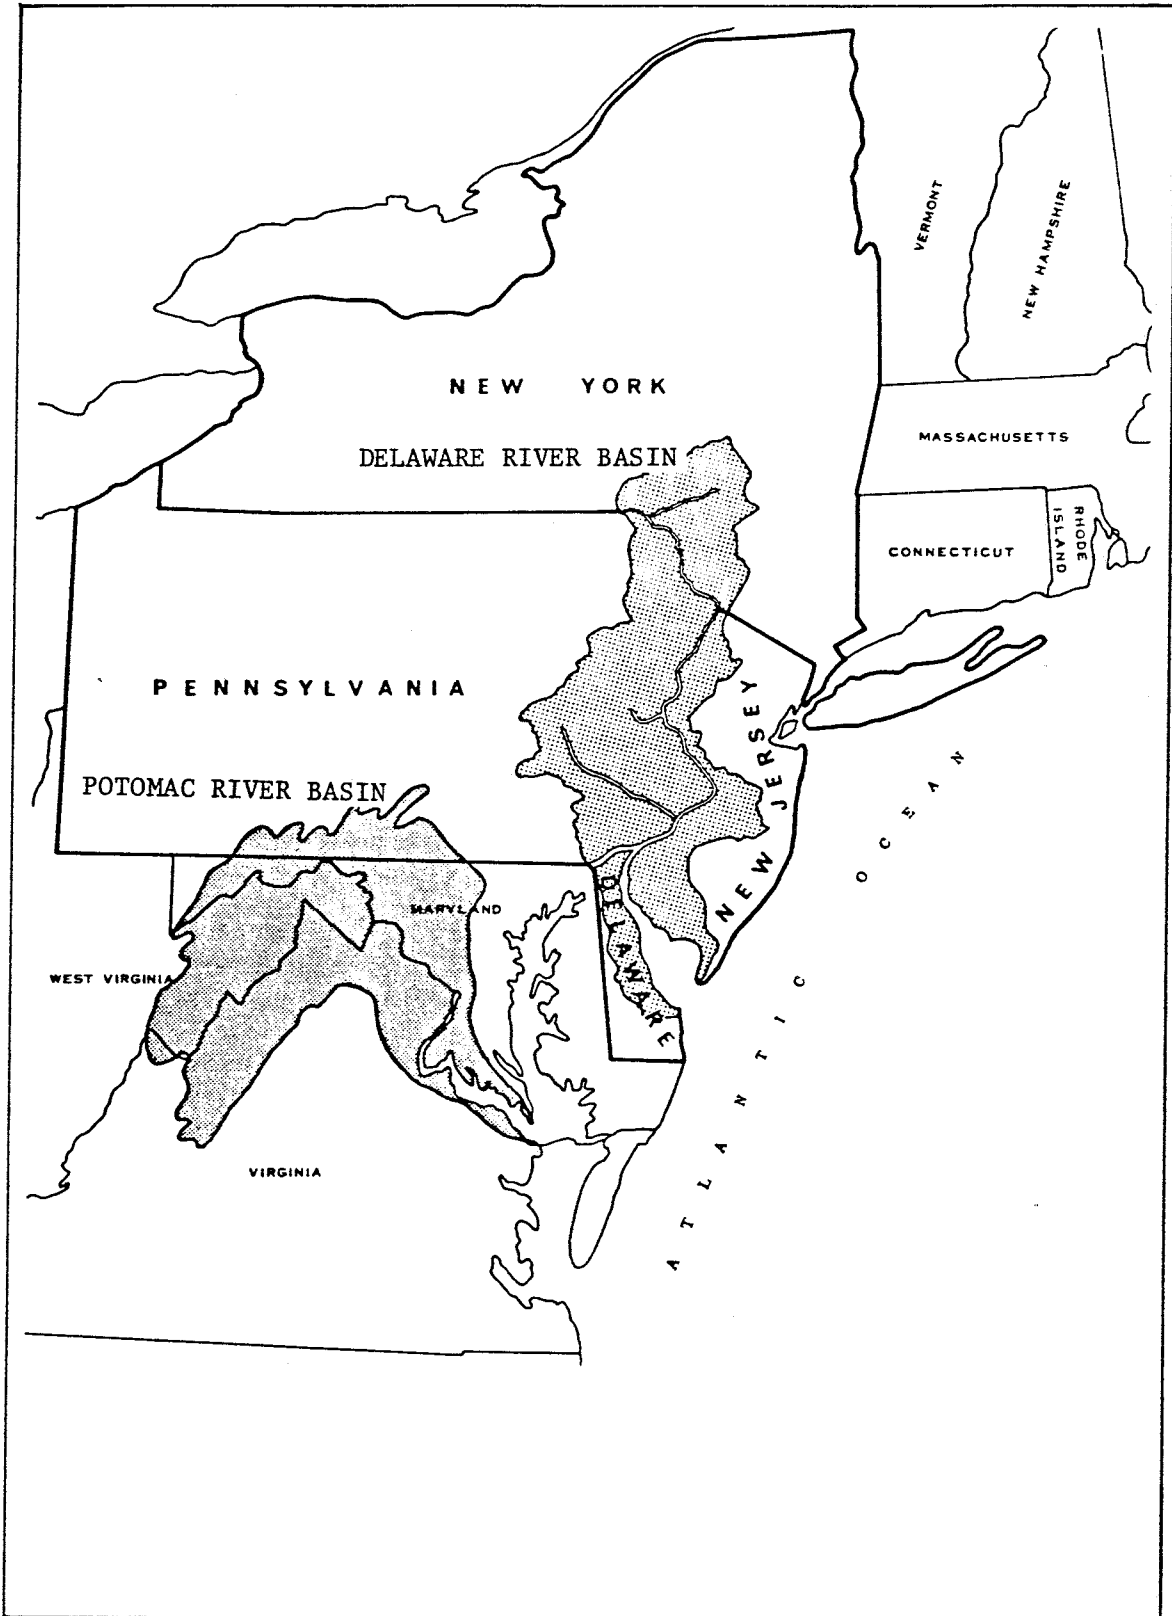 VERMONT
NEW HAMPSHIRE
NEW YORK
MASSACHUSETTS
DELAWARE RIVER BASIN
RHODE
ISLAND
CONNECTICUT
PENNSYLVANIA
NEW JERSEY
POTOMAC RIVER BASIN
MARYLAND
DELAWARE
WEST VIRGINIA
VIRGINIA
ATLANTIC OCEAN